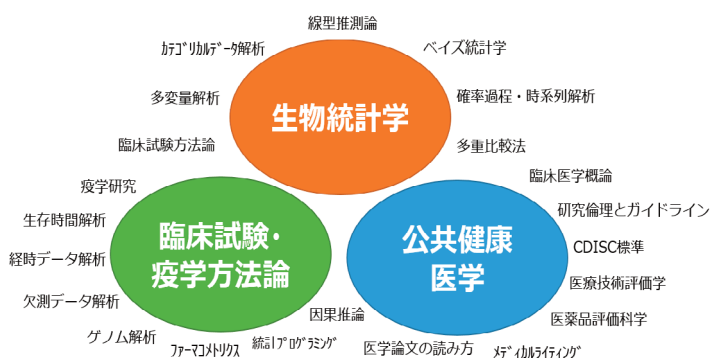 線型推測論
ｶﾃｺﾞﾘｶﾙﾃﾞｰﾀ解析
ベイズ統計学
多変量解析
確率過程・時系列解析
生物統計学
臨床試験方法論
多重比較法
疫学研究
臨床医学概論
生存時間解析
研究倫理とガイドライン
臨床試験・
疫学方法論
公共健康
医学
経時データ解析
CDISC標準
医療技術評価学
欠測データ解析
因果推論
医薬品評価科学
ゲノム解析
ﾌｧｰﾏｺﾒﾄﾘｸｽ
統計ﾌﾟﾛｸﾞﾗﾐﾝｸﾞ
医学論文の読み方
ﾒﾃﾞｨｶﾙﾗｲﾃｨﾝｸﾞ